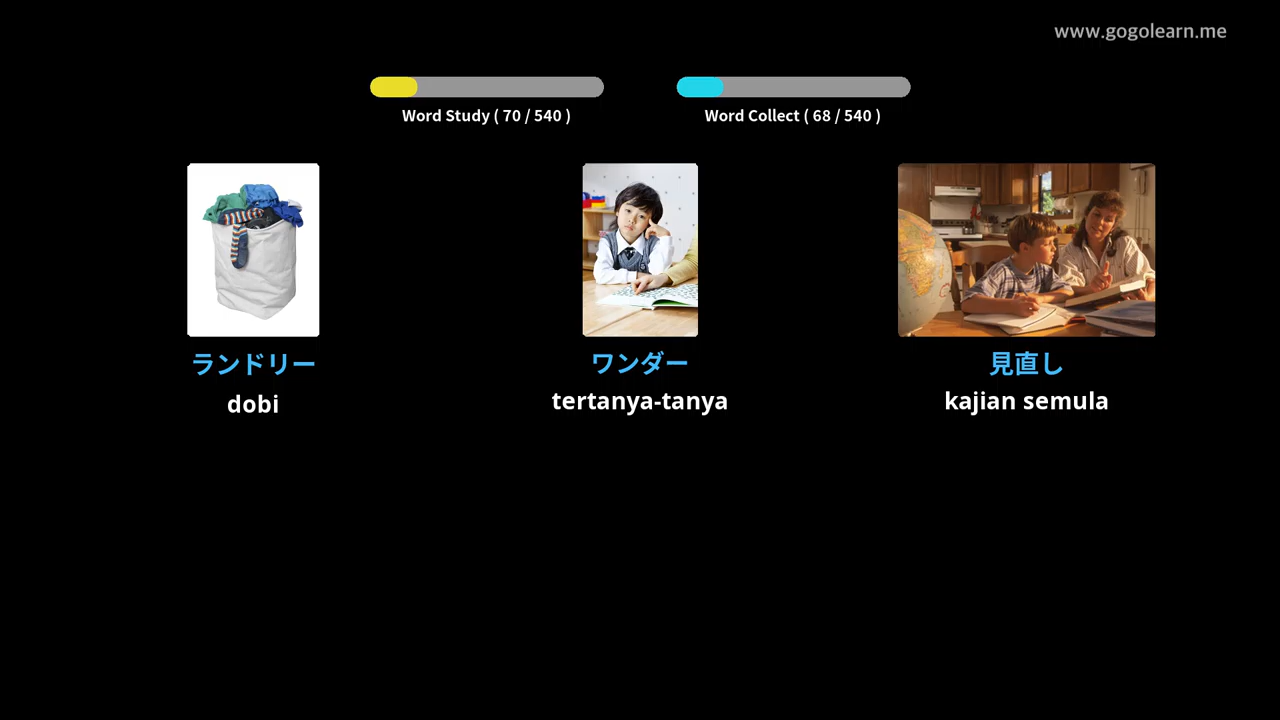 www.gogolearn.me
Word Study ( 70 / 540 )
Word Collect ( 68 / 540 )
ランドリー
dobi
ワンダー
tertanya-tanya
見直し
kajian semula